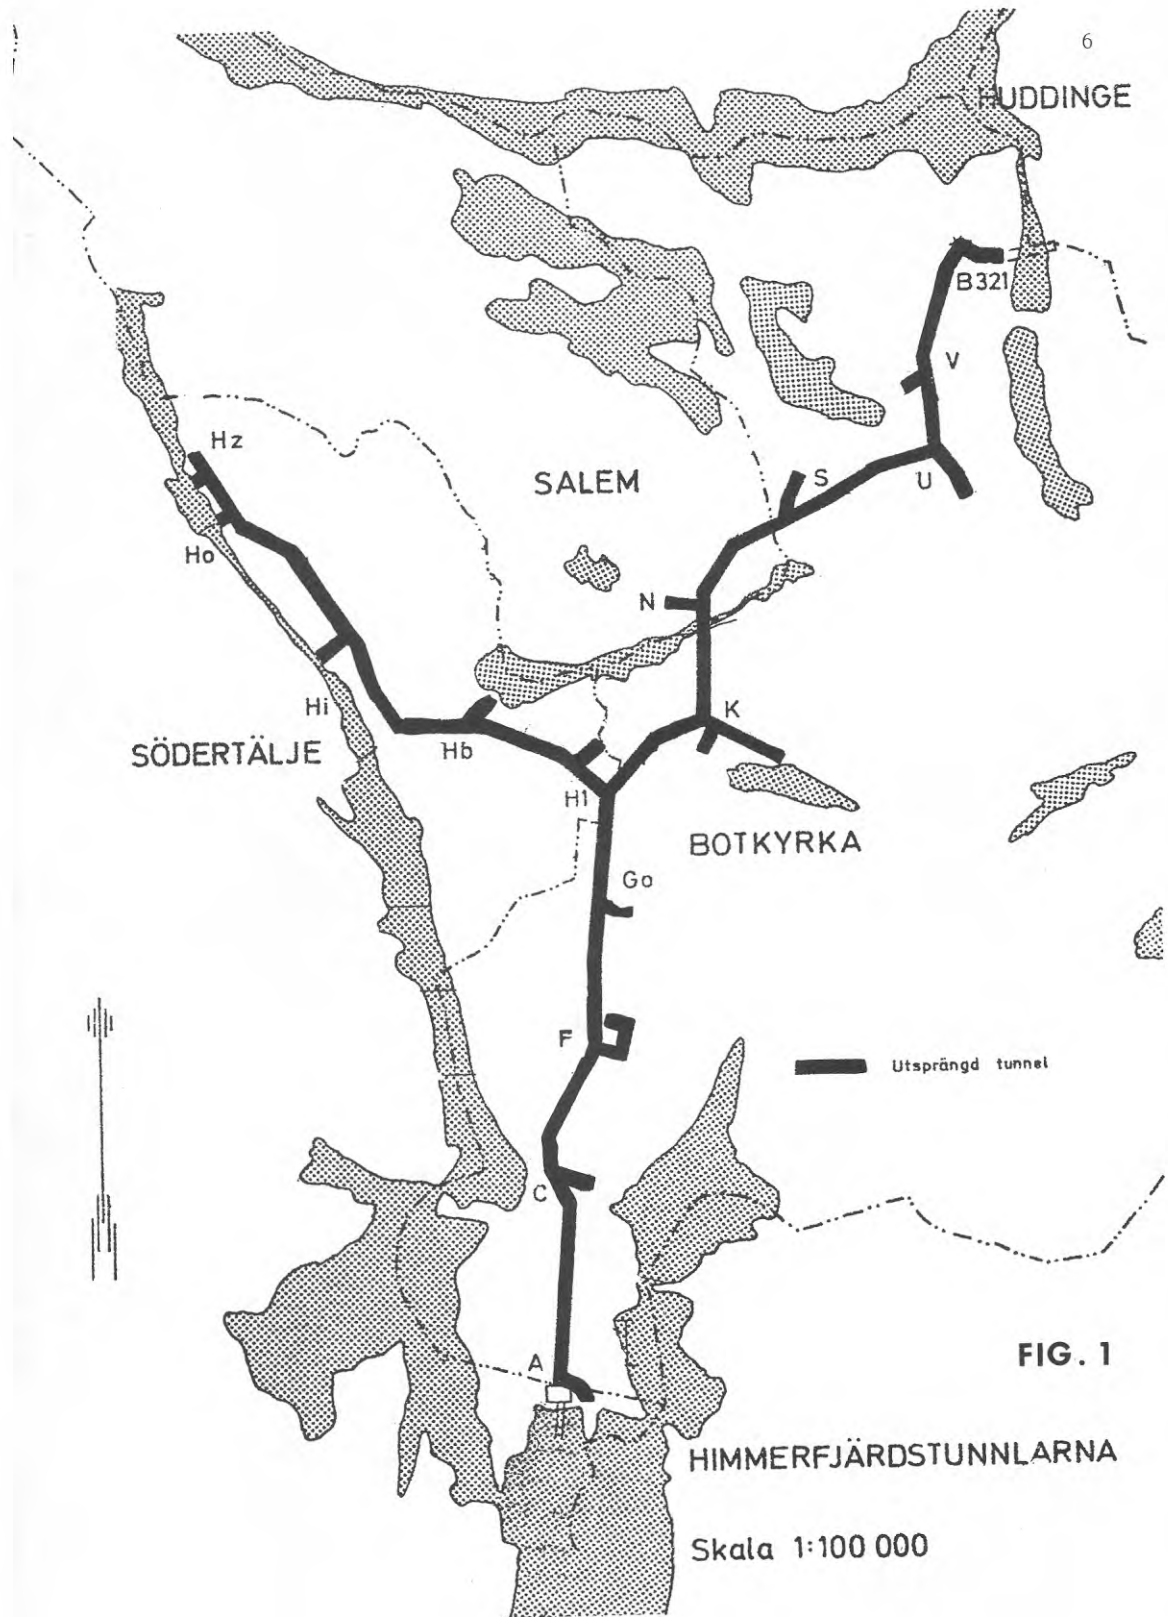 6
HUDDINGE
B321
V
Hz
SALEM
S
U
Ho
N
Hi
K
SÖDERTÄLJE
Hb
H1
BOTKYRKA
Go
F
Utsprängd tunnel
C
A
FIG. 1
HIMMERFJÄRDSTUNNLARNA
Skala 1:100 000